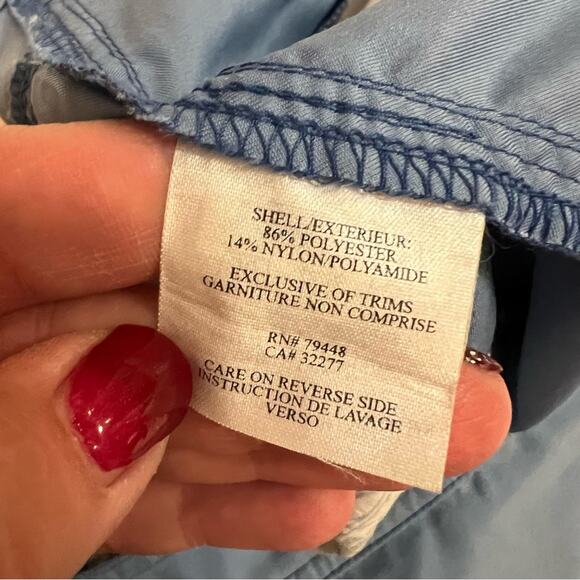 SHELL/EXTERIEUR:
86% POLYESTER
14% NYLON/POLYAMIDE
EXCLUSIVE OF TRIMS
GARNITURE NON COMPRISE
RN# 79448
CA# 32277
CARE ON REVERSE SIDE
INSTRUCTION DE LAVAGE
VERSO